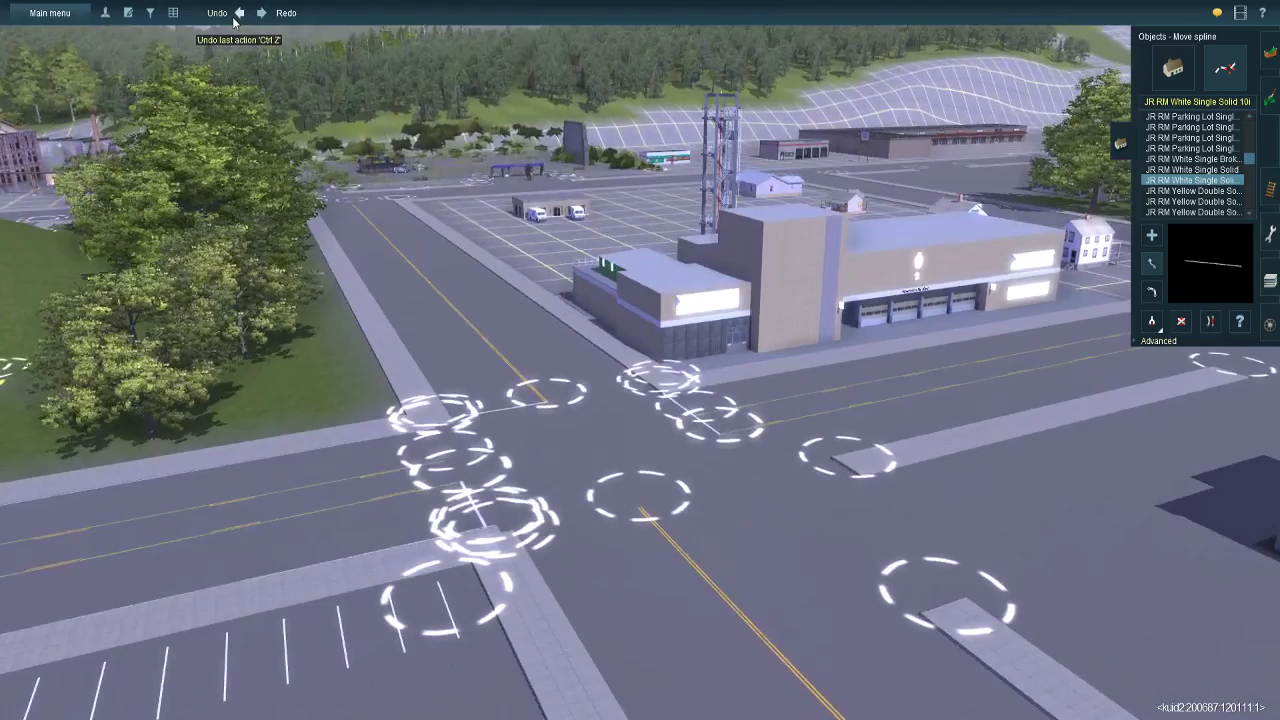 Main menu
Undo
Redo
Undo last action 'Ctrl Z'
Objects - Move spline
JR RM White Single Solid 10i
JR RM Parking Lot Singl...
JR RM Parking Lot Singl...
JR RM Parking Lot Singl...
JR RM Parking Lot Singl...
JR RM White Single Brok...
JR RM White Single Solid
JR RM White Single Soli...
JR RM Yellow Double So...
JR RM Yellow Double So...
JR RM Yellow Double So...
Advanced
<kuid2:200687:120111:1>